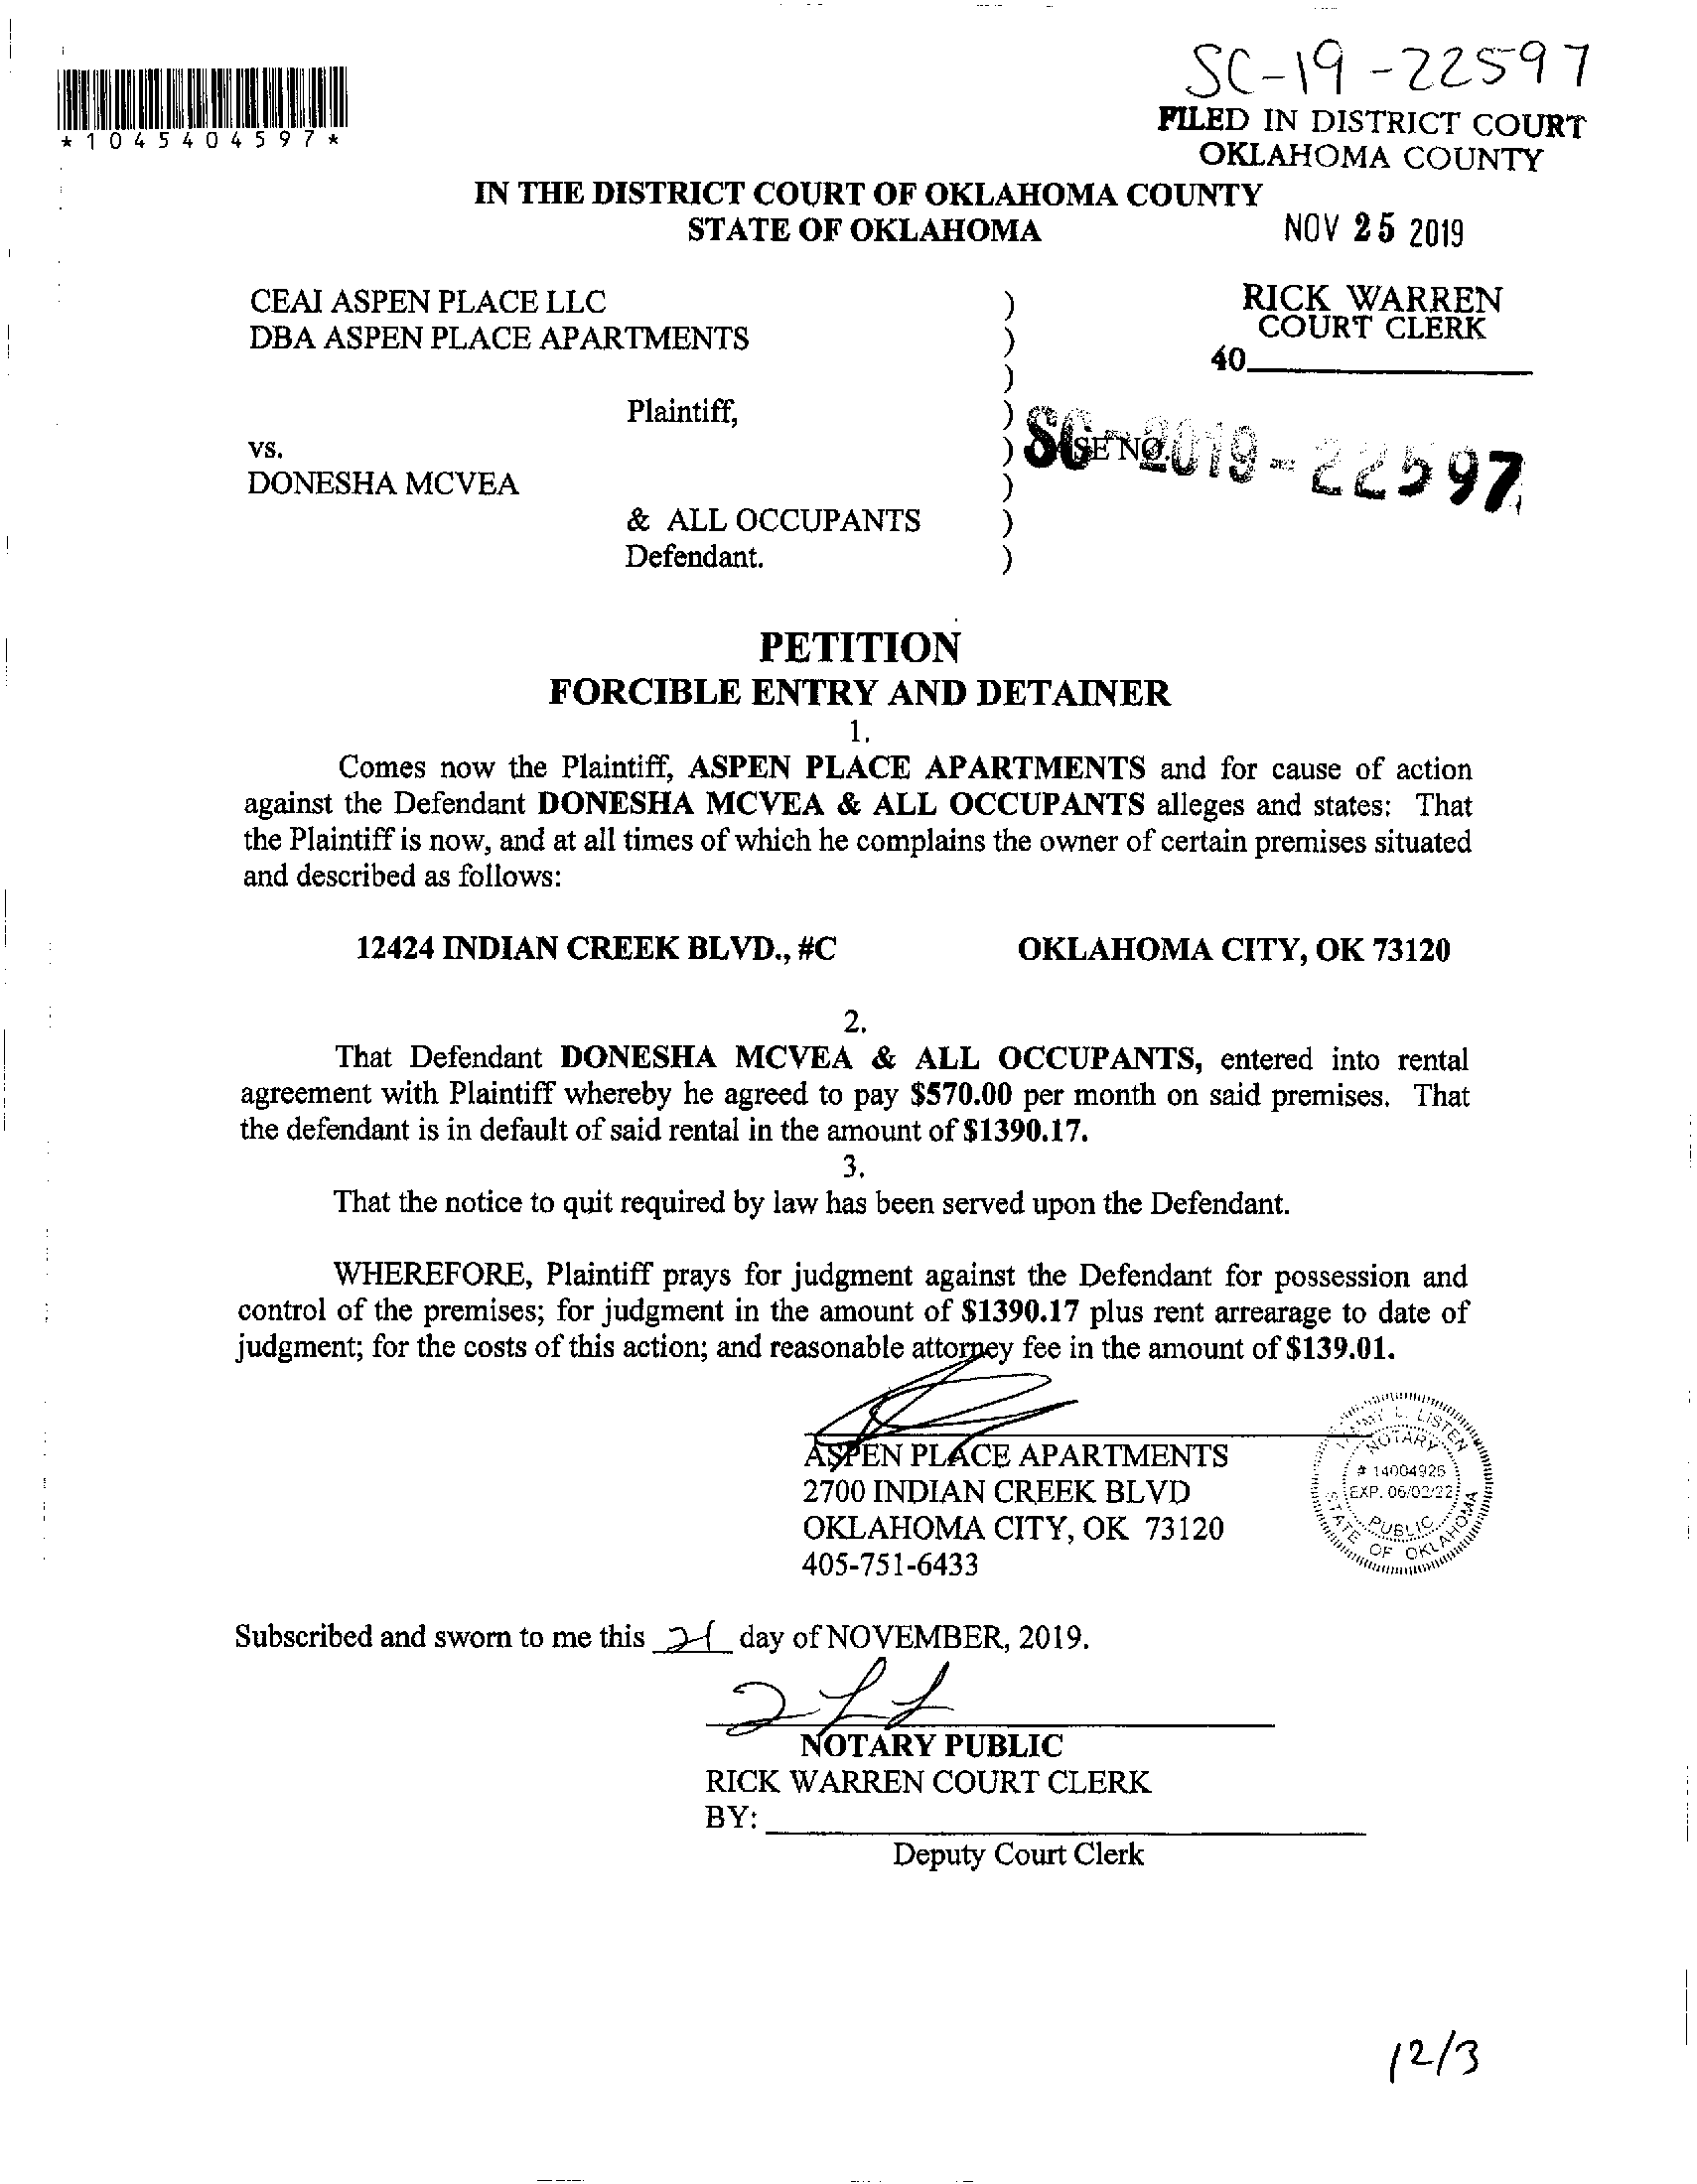 SC-19-22597
*1045404597*
FILED IN DISTRICT COURT
OKLAHOMA COUNTY
IN THE DISTRICT COURT OF OKLAHOMA COUNTY
STATE OF OKLAHOMA
NOV 25 2019
CEAI ASPEN PLACE LLC
DBA ASPEN PLACE APARTMENTS
RICK WARREN
COURT CLERK
40
)
)
)
)
)
)
)
)
Plaintiff,
vs.
SC-2019-22597
DONESHA MCVEA
& ALL OCCUPANTS
Defendant.
PETITION
FORCIBLE ENTRY AND DETAINER
1.
Comes now the Plaintiff, ASPEN PLACE APARTMENTS and for cause of action
against the Defendant DONESHA MCVEA & ALL OCCUPANTS alleges and states: That
the Plaintiff is now, and at all times of which he complains the owner of certain premises situated
and described as follows:
12424 INDIAN CREEK BLVD., #C OKLAHOMA CITY, OK 73120
2.
That Defendant DONESHA MCVEA & ALL OCCUPANTS, entered into rental
agreement with Plaintiff whereby he agreed to pay $570.00 per month on said premises. That
the defendant is in default of said rental in the amount of $1390.17.
3.
That the notice to quit required by law has been served upon the Defendant.
WHEREFORE, Plaintiff prays for judgment against the Defendant for possession and
control of the premises; for judgment in the amount of $1390.17 plus rent arrearage to date of
judgment; for the costs of this action; and reasonable attorney fee in the amount of $139.01.
ASPEN PLACE APARTMENTS
2700 INDIAN CREEK BLVD
OKLAHOMA CITY, OK 73120
405-751-6433
L. LISTEN
NOTARY
# 14004926
EXP. 06/02/22
PUBLIC
STATE OF OKLAHOMA
Subscribed and sworn to me this 21 day of NOVEMBER, 2019.
NOTARY PUBLIC
RICK WARREN COURT CLERK
BY:
Deputy Court Clerk
12/3